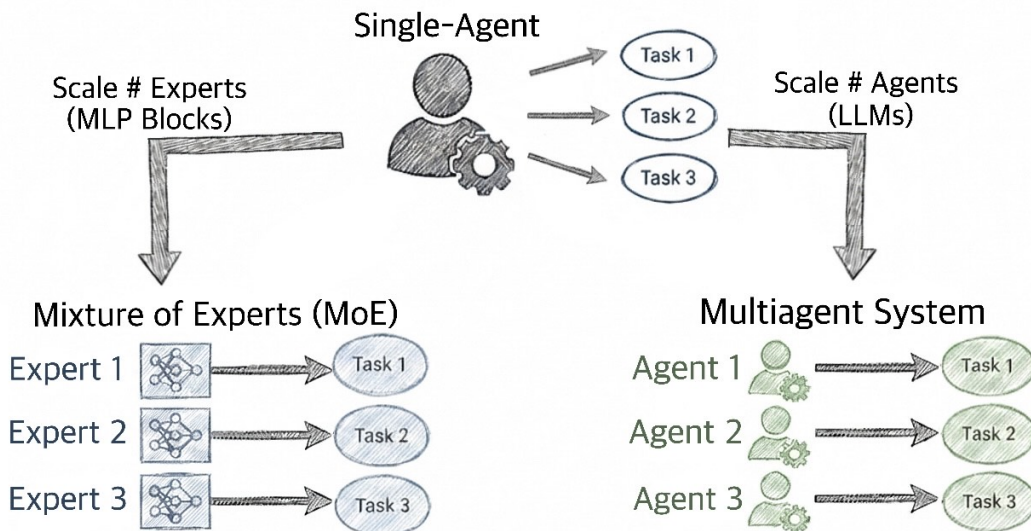 Single-Agent
Scale # Experts
(MLP Blocks)
Task 1
Task 2
Task 3
Scale # Agents
(LLMs)
Mixture of Experts (MoE)
Expert 1
Task 1
Expert 2
Task 2
Expert 3
Task 3
Multiagent System
Agent 1
Task 1
Agent 2
Task 2
Agent 3
Task 3